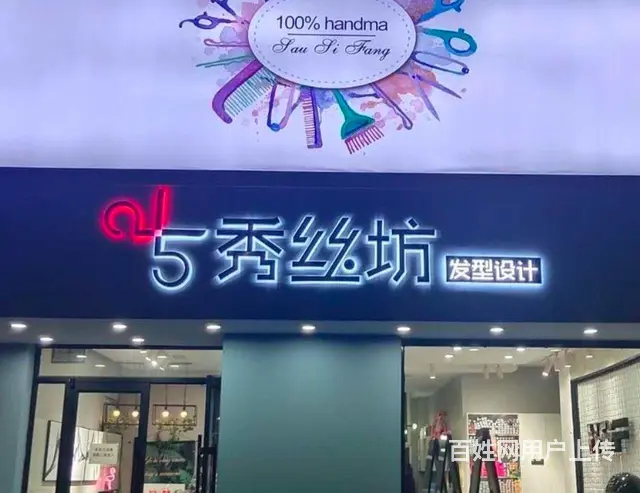 100% handma
Sau Si Fang
5秀丝坊
发型设计
百姓网用户上传